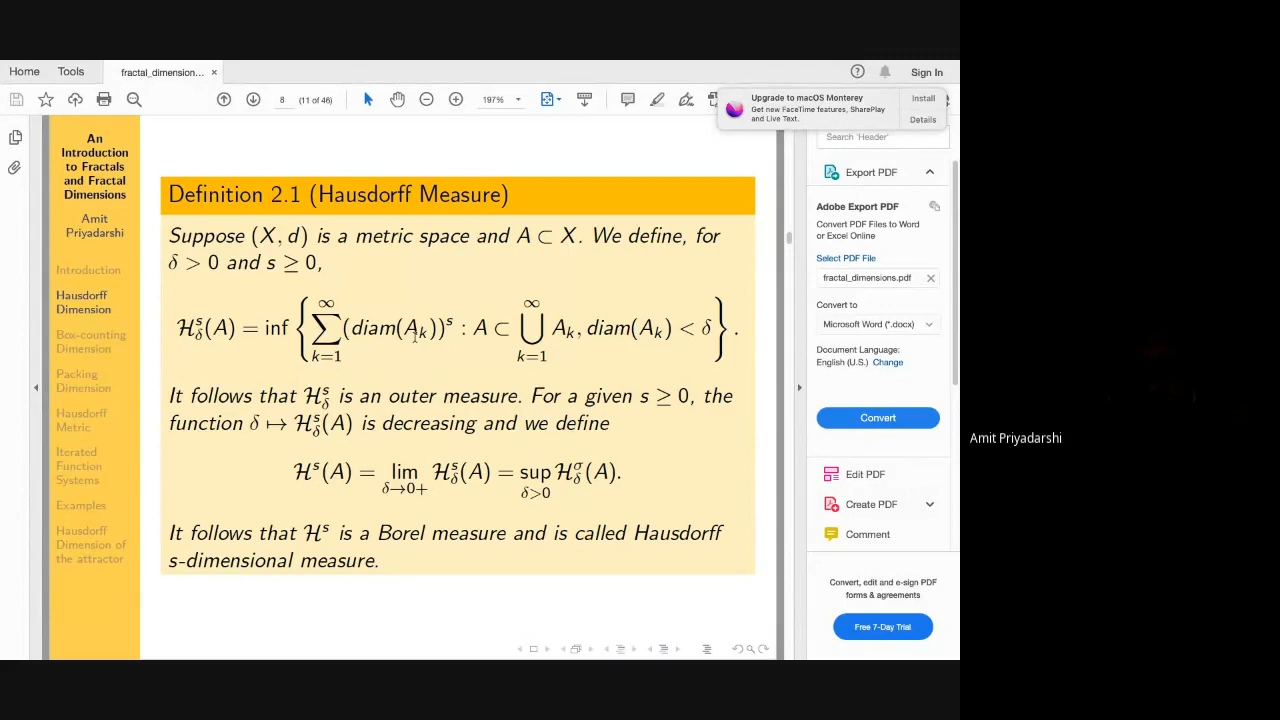 Home Tools fractal_dimension... ×
Sign In
8 (11 of 46) 197%
Upgrade to macOS Monterey Install
Get new FaceTime features, SharePlay
and Live Text. Details
An
Introduction
to Fractals
and Fractal
Dimensions
Amit
Priyadarshi
Introduction
Hausdorff
Dimension
Box-counting
Dimension
Packing
Dimension
Hausdorff
Metric
Iterated
Function
Systems
Examples
Hausdorff
Dimension of
the attractor
Definition 2.1 (Hausdorff Measure)
Suppose (X, d) is a metric space and A ⊂ X. We define, for
δ > 0 and s ≥ 0,
ℋ^s_δ(A) = inf { ∑_{k=1}^{∞} (diam(A_k))^s : A ⊂ ⋃_{k=1}^{∞} A_k, diam(A_k) < δ } .
It follows that ℋ^s_δ is an outer measure. For a given s ≥ 0, the
function δ ↦ ℋ^s_δ(A) is decreasing and we define
ℋ^s(A) = lim_{δ→0+} ℋ^s_δ(A) = sup_{δ>0} ℋ^σ_δ(A).
It follows that ℋ^s is a Borel measure and is called Hausdorff
s-dimensional measure.
Search 'Header'
Export PDF
Adobe Export PDF
Convert PDF Files to Word
or Excel Online
Select PDF File
fractal_dimensions.pdf ×
Convert to
Microsoft Word (*.docx)
Document Language:
English (U.S.) Change
Convert
Edit PDF
Create PDF
Comment
Convert, edit and e-sign PDF
forms & agreements
Free 7-Day Trial
Amit Priyadarshi